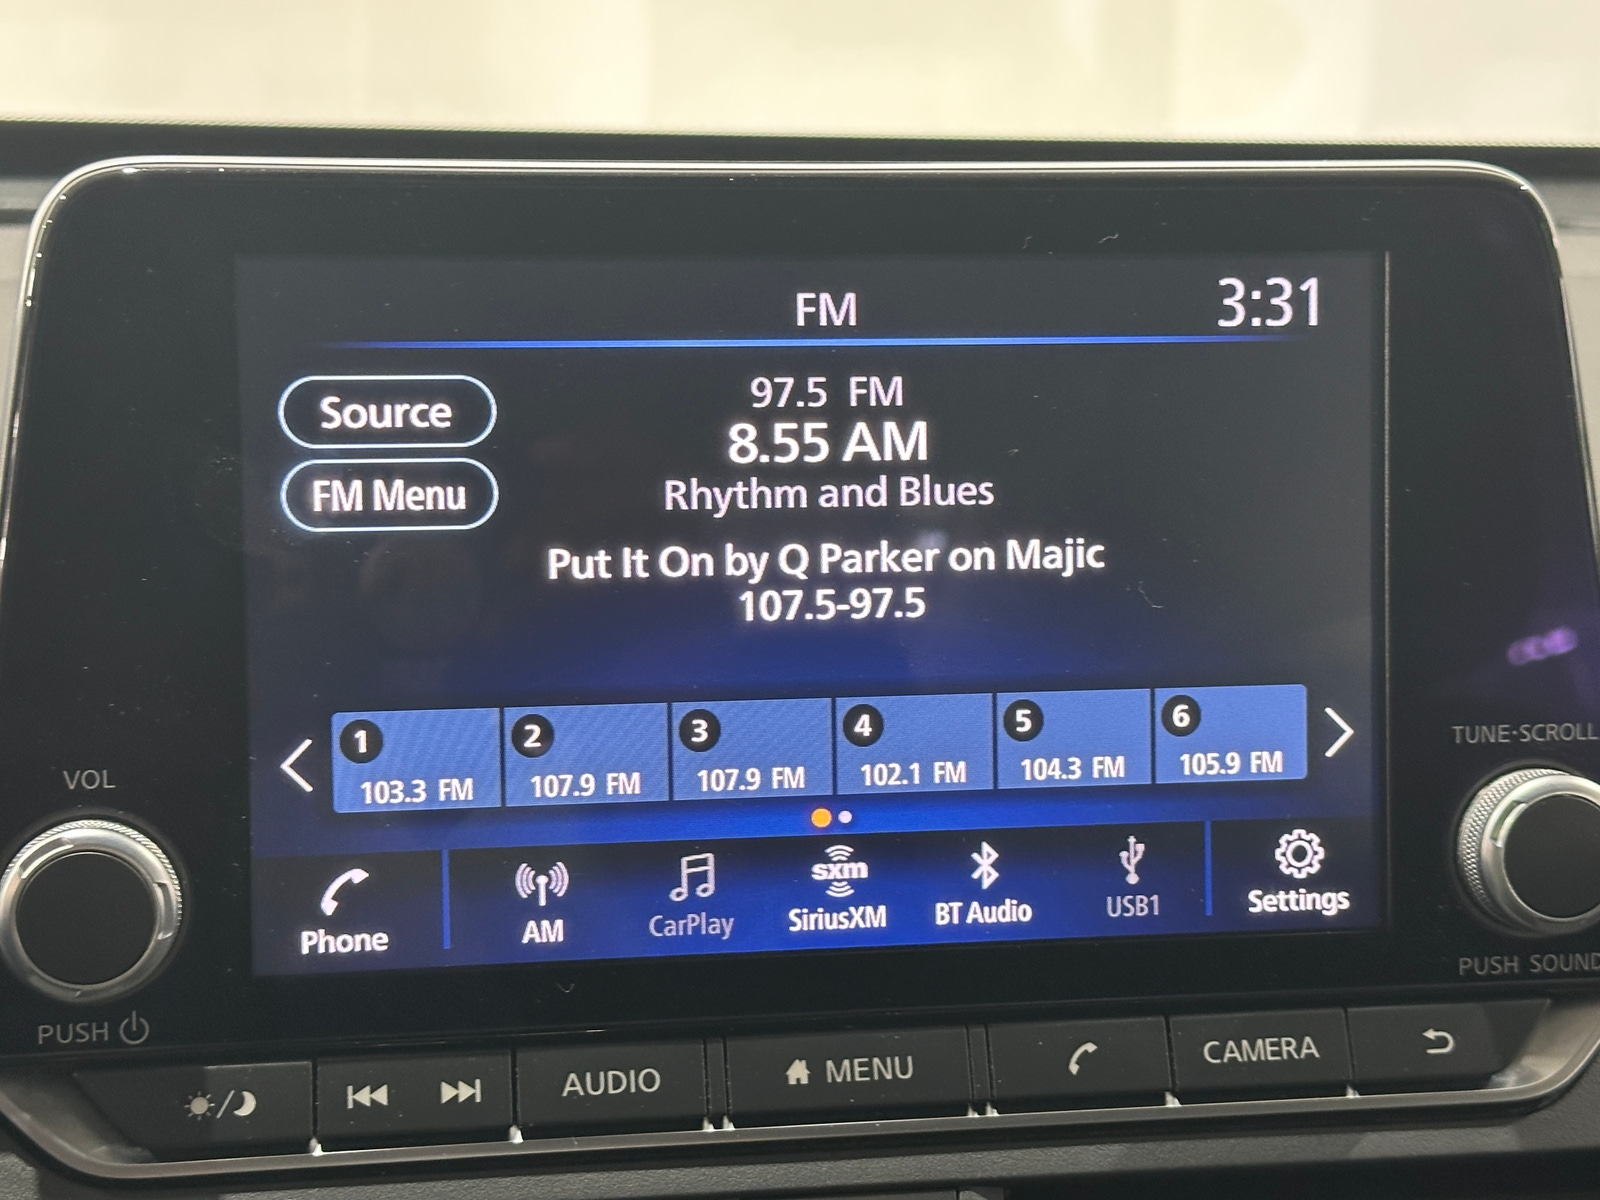 FM
3:31
Source
97.5 FM
8.55 AM
FM Menu
Rhythm and Blues
Put It On by Q Parker on Majic
107.5-97.5
1
2
3
4
5
6
103.3 FM
107.9 FM
107.9 FM
102.1 FM
104.3 FM
105.9 FM
VOL
TUNE·SCROLL
Phone
AM
CarPlay
sxm
SiriusXM
BT Audio
USB1
Settings
PUSH
PUSH SOUND
AUDIO
MENU
CAMERA